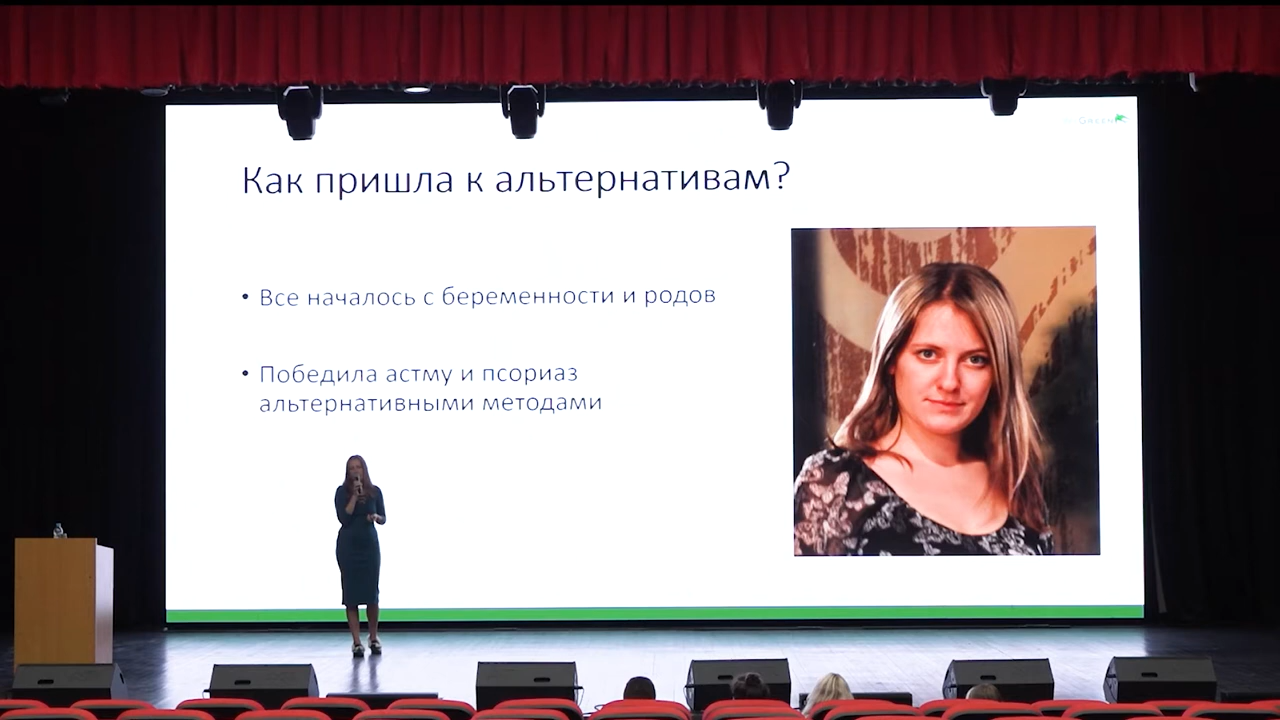 Как пришла к альтернативам?
• Все началось с беременности и родов
• Победила астму и псориаз
альтернативными методами